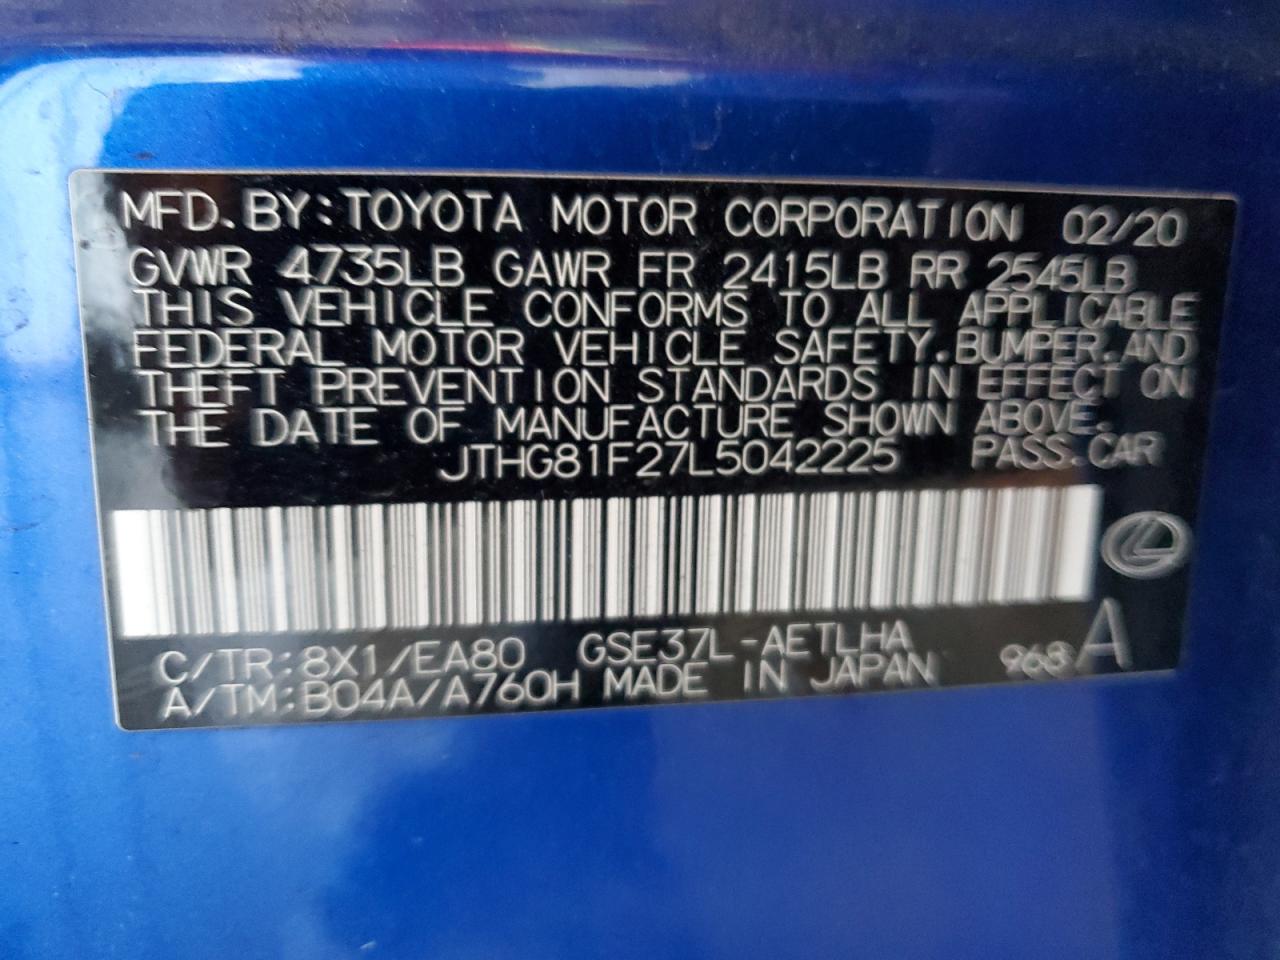 MFD. BY:TOYOTA MOTOR CORPORATION 02/20
GVWR 4735LB GAWR FR 2415LB RR 2545LB
THIS VEHICLE CONFORMS TO ALL APPLICABLE
FEDERAL MOTOR VEHICLE SAFETY.BUMPER.AND
THEFT PREVENTION STANDARDS IN EFFECT ON
THE DATE OF MANUFACTURE SHOWN ABOVE.
JTHG81F27L5042225 PASS.CAR
C/TR:8X1/EA80 GSE37L-AETLHA
A/TM:B04A/A760H MADE IN JAPAN 968 A